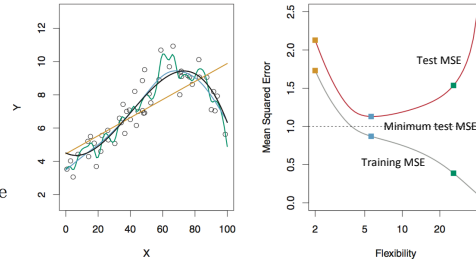 12
10
8
6
4
2
Y
0 20 40 60 80 100
X
e
2.5
2.0
1.5
1.0
0.5
0.0
Mean Squared Error
Test MSE
Minimum test MSE
Training MSE
2 5 10 20
Flexibility